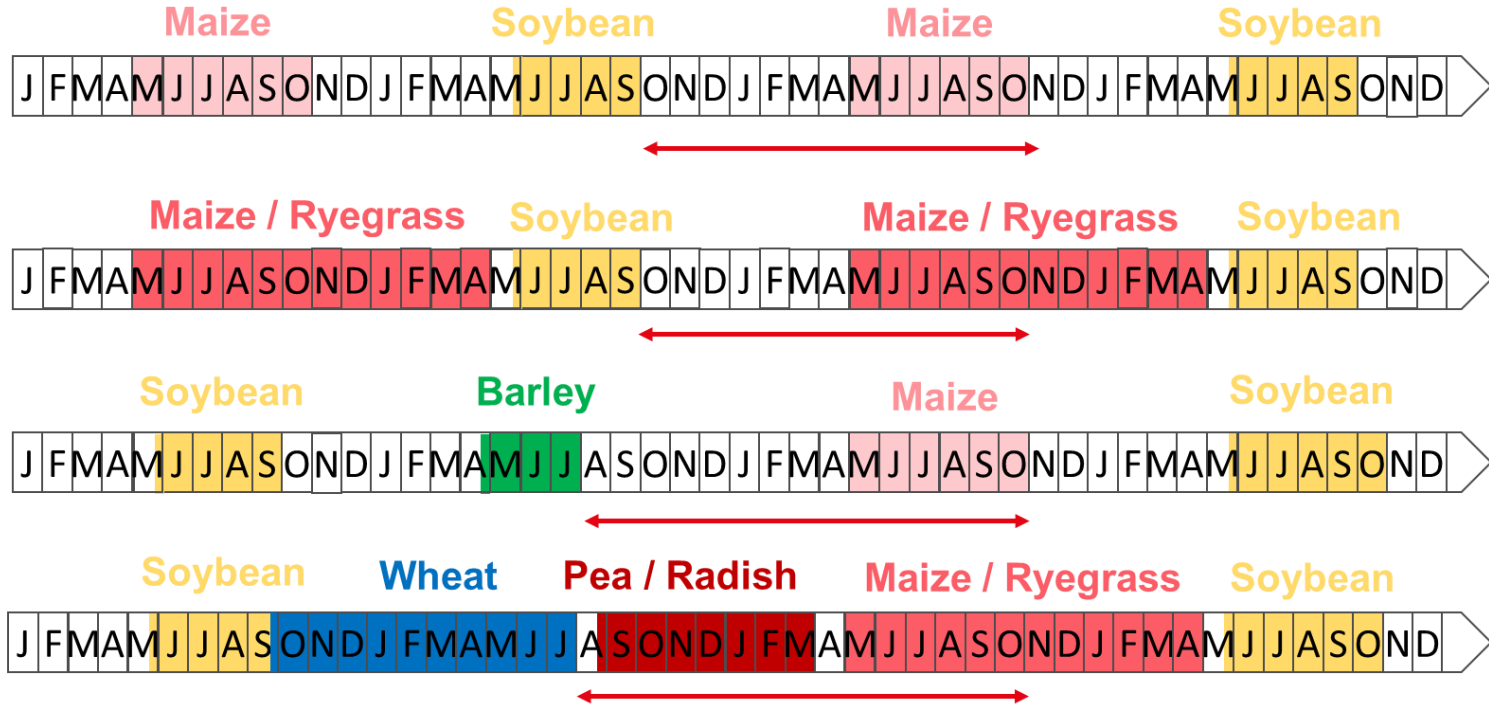 Maize Soybean Maize Soybean
J F M A M J J A S O N D J F M A M J J A S O N D J F M A M J J A S O N D J F M A M J J A S O N D
Maize / Ryegrass Soybean Maize / Ryegrass Soybean
J F M A M J J A S O N D J F M A M J J A S O N D J F M A M J J A S O N D J F M A M J J A S O N D
Soybean Barley Maize Soybean
J F M A M J J A S O N D J F M A M J J A S O N D J F M A M J J A S O N D J F M A M J J A S O N D
Soybean Wheat Pea / Radish Maize / Ryegrass Soybean
J F M A M J J A S O N D J F M A M J J A S O N D J F M A M J J A S O N D J F M A M J J A S O N D